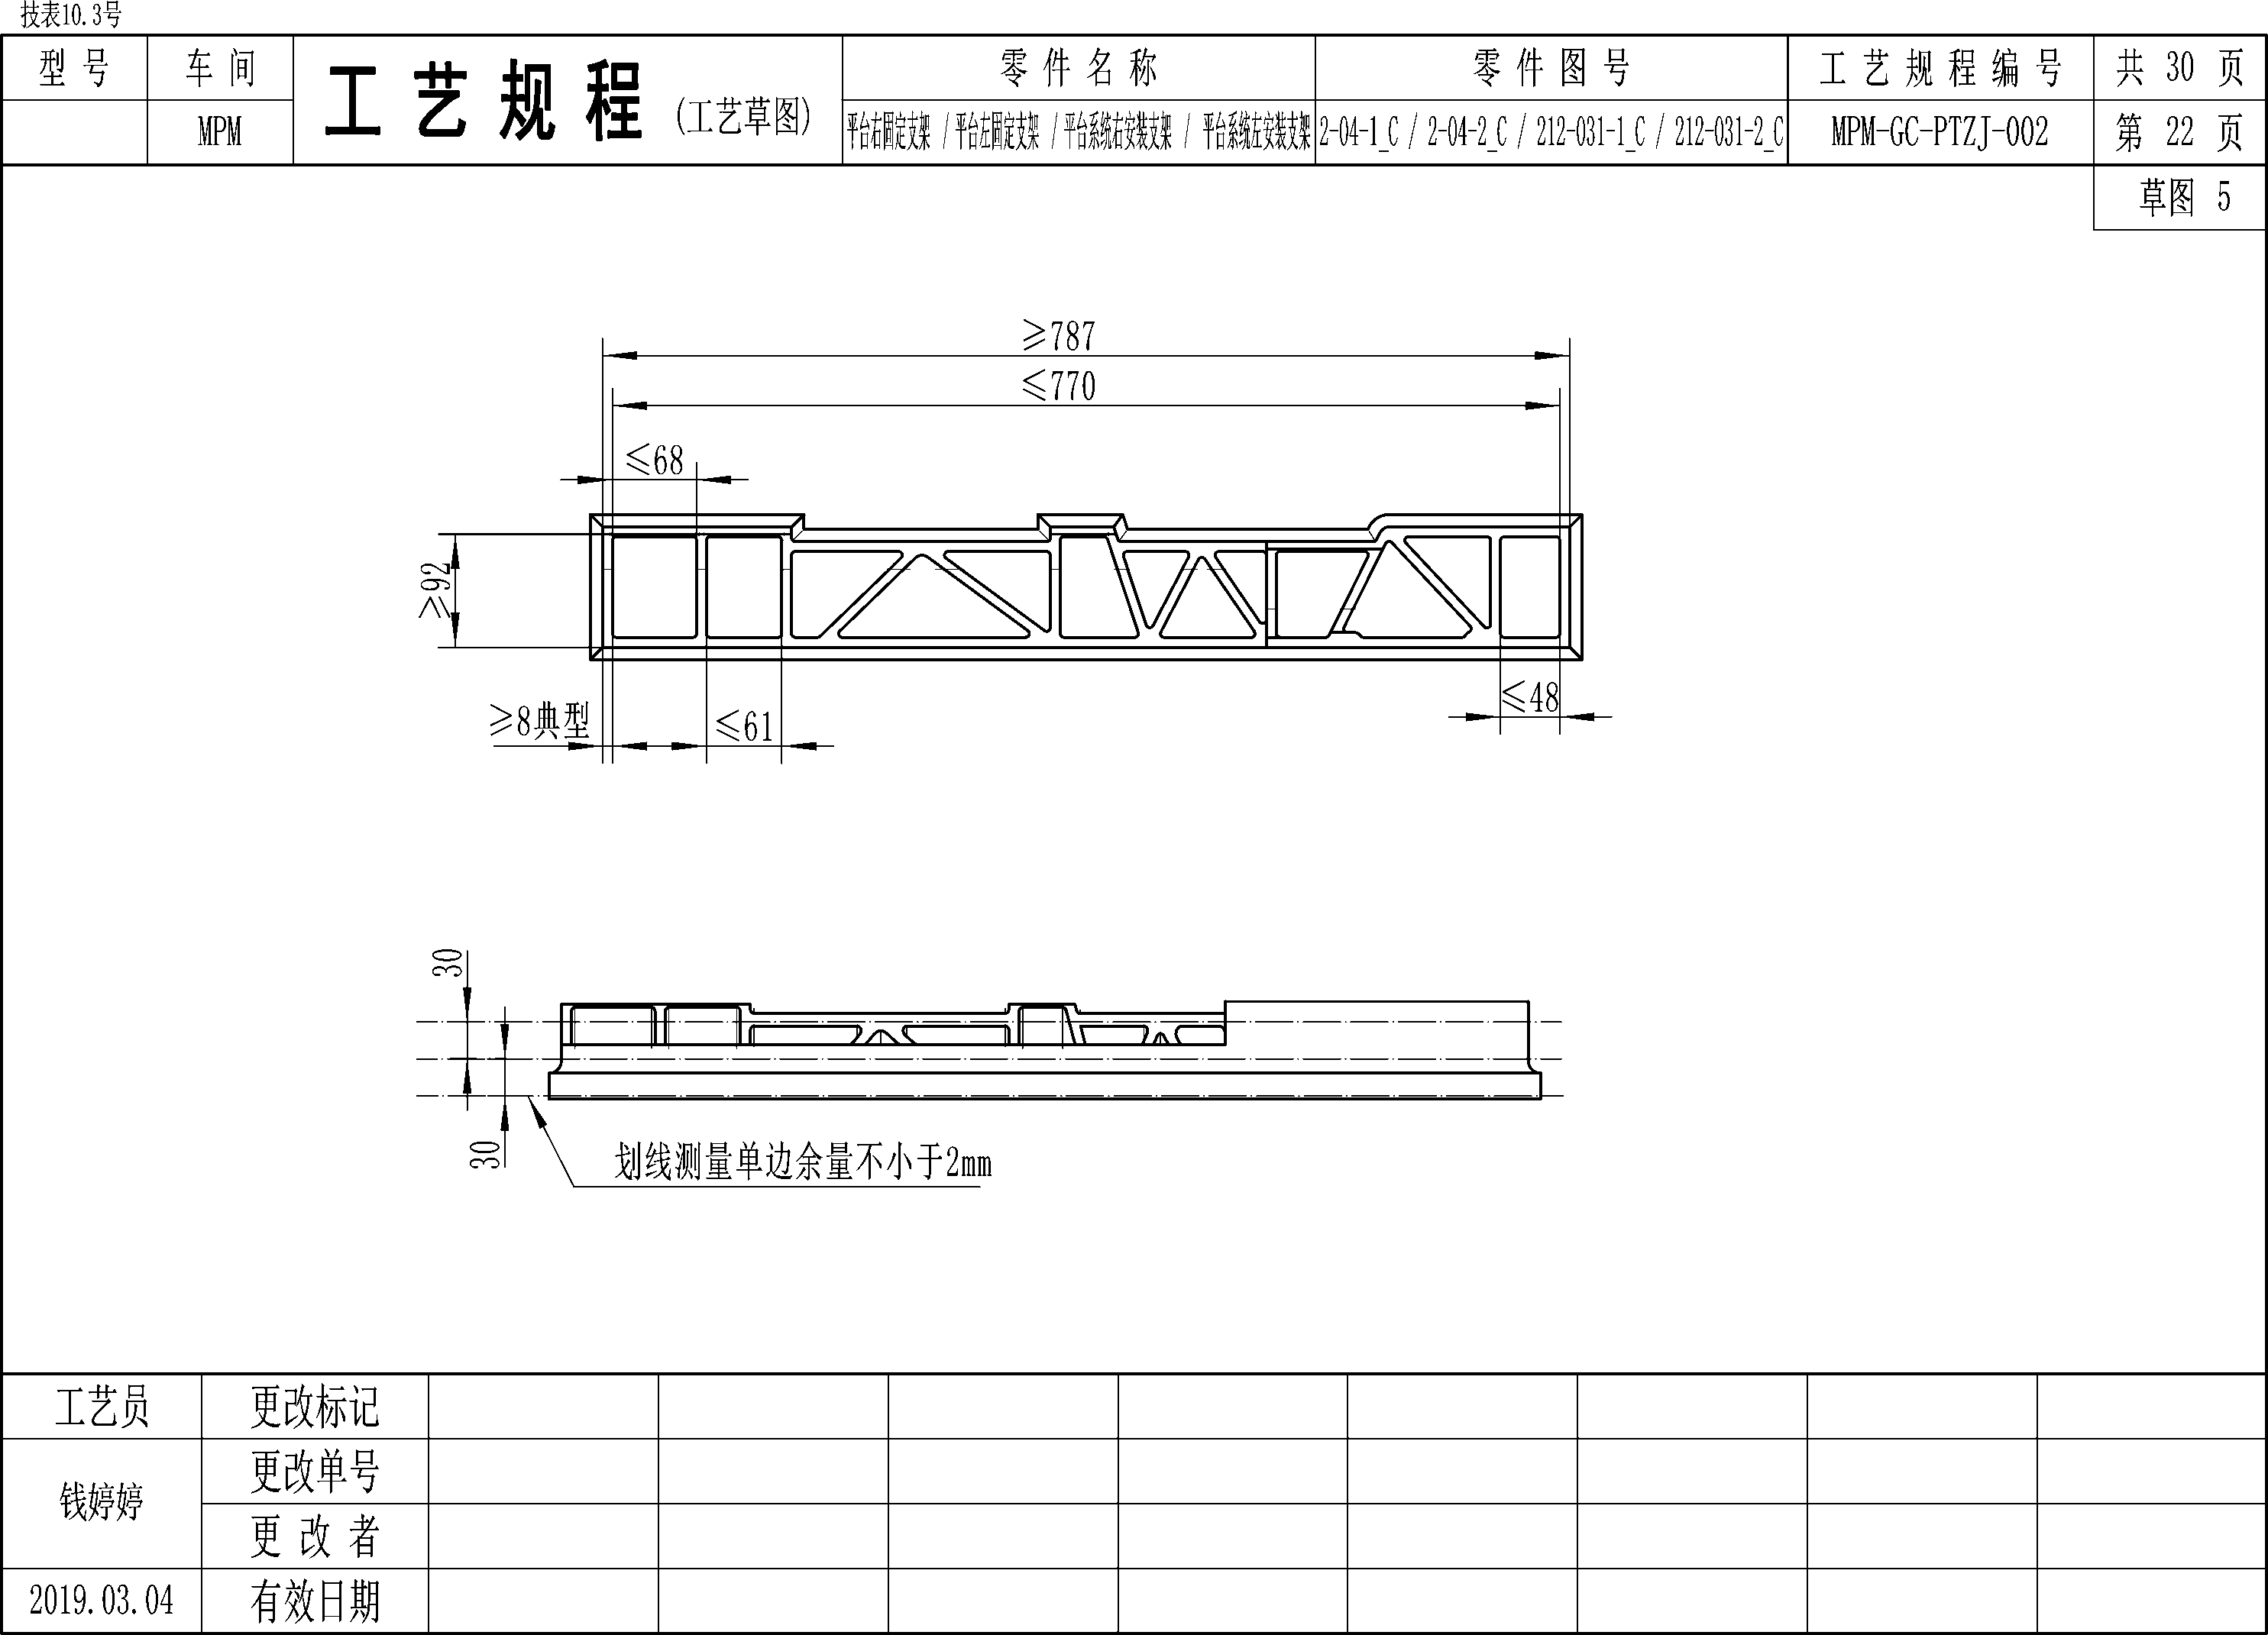 技表10.3号
型 号 车 间 工 艺 规 程 (工艺草图) 零 件 名 称 零 件 图 号 工 艺 规 程 编 号 共 30 页
MPM 平台右固定支架 / 平台左固定支架 / 平台系统右安装支架 / 平台系统左安装支架 2-04-1_C / 2-04-2_C / 212-031-1_C / 212-031-2_C MPM-GC-PTZJ-002 第 22 页
草图 5
≥787
≤770
≤68
≥92
≤48
≥8典型
≤61
30
30
划线测量单边余量不小于2mm
工艺员 更改标记
更改单号
钱婷婷
更 改 者
2019.03.04 有效日期